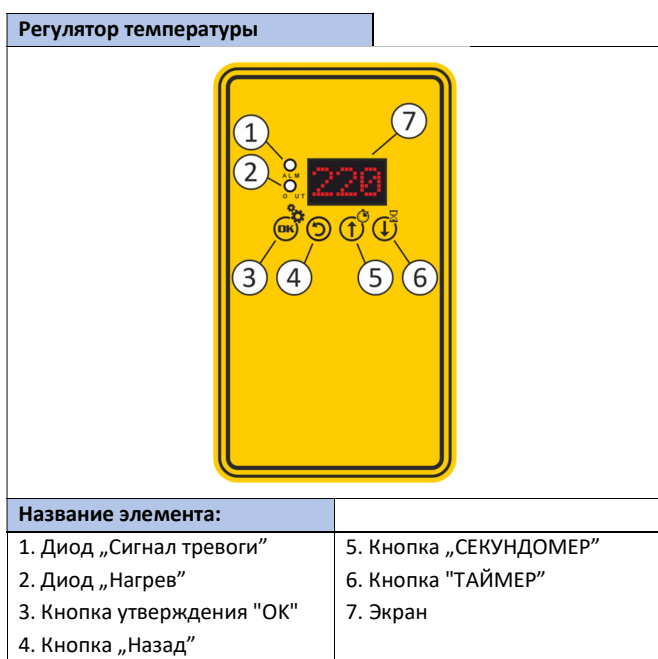 Регулятор температуры
1
7
2
ALM
OUT
220
OK
3
4
5
6
Название элемента:
1. Диод „Сигнал тревоги”
2. Диод „Нагрев”
3. Кнопка утверждения "ОК"
4. Кнопка „Назад”
5. Кнопка „СЕКУНДОМЕР”
6. Кнопка "ТАЙМЕР”
7. Экран